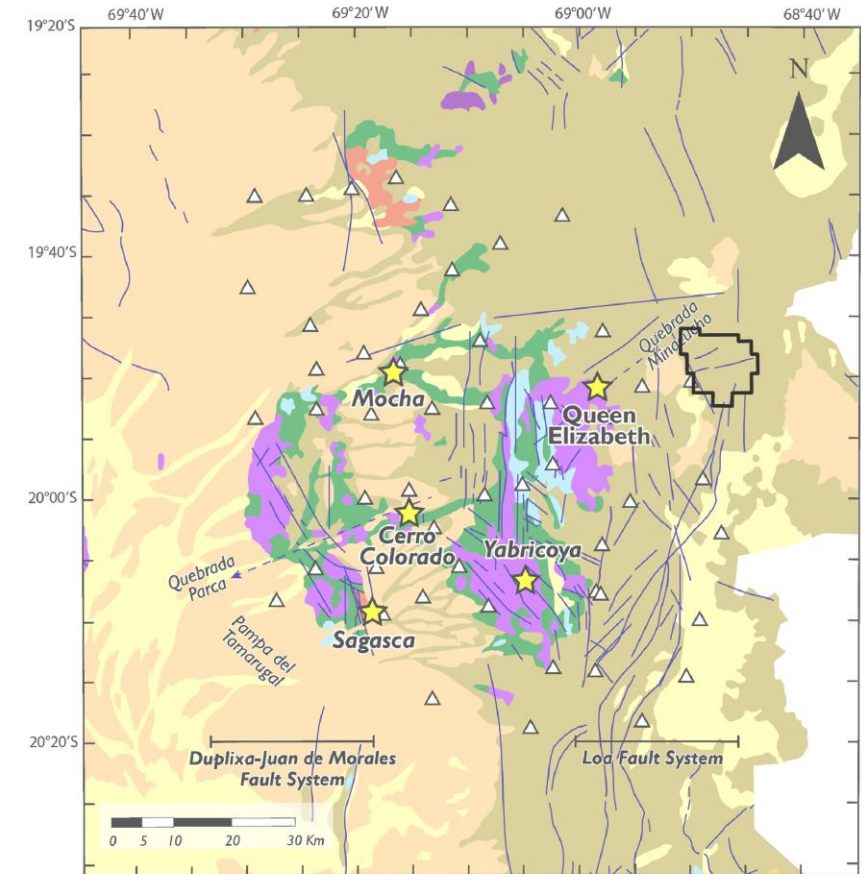 69°40'W 69°20'W 69°00'W 68°40'W
19°20'S
N
19°40'S
Quebrada
Minacucho
Mocha
Queen
Elizabeth
20°00'S
Cerro
Colorado
Yabricoya
Quebrada
Parca
Sagasca
Pampa del
Tamarugal
20°20'S
Duplixa-Juan de Morales
Fault System
Loa Fault System
0 5 10 20 30 Km